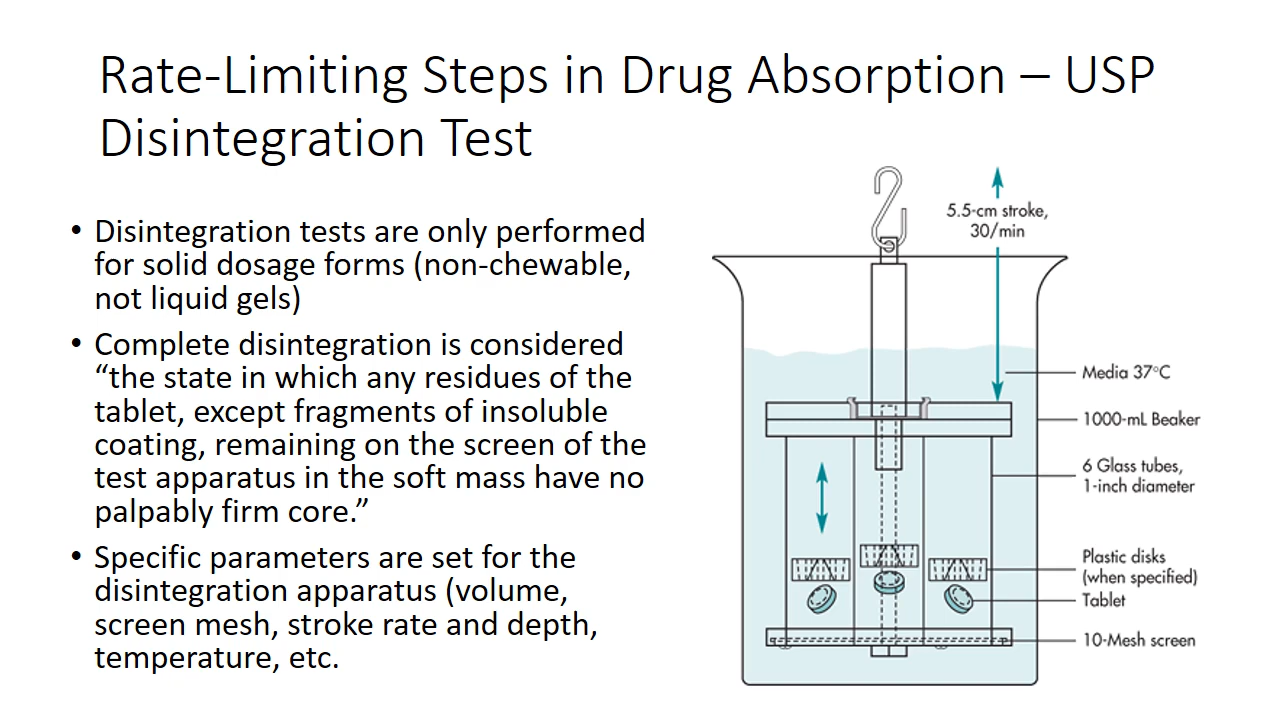 Rate-Limiting Steps in Drug Absorption – USP
Disintegration Test
• Disintegration tests are only performed
for solid dosage forms (non-chewable,
not liquid gels)
• Complete disintegration is considered
“the state in which any residues of the
tablet, except fragments of insoluble
coating, remaining on the screen of the
test apparatus in the soft mass have no
palpably firm core.”
• Specific parameters are set for the
disintegration apparatus (volume,
screen mesh, stroke rate and depth,
temperature, etc.
5.5-cm stroke,
30/min
Media 37°C
1000-mL Beaker
6 Glass tubes,
1-inch diameter
Plastic disks
(when specified)
Tablet
10-Mesh screen